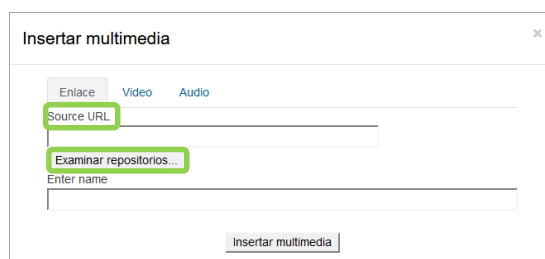 Insertar multimedia
×
Enlace Video Audio
Source URL
Examinar repositorios...
Enter name
Insertar multimedia